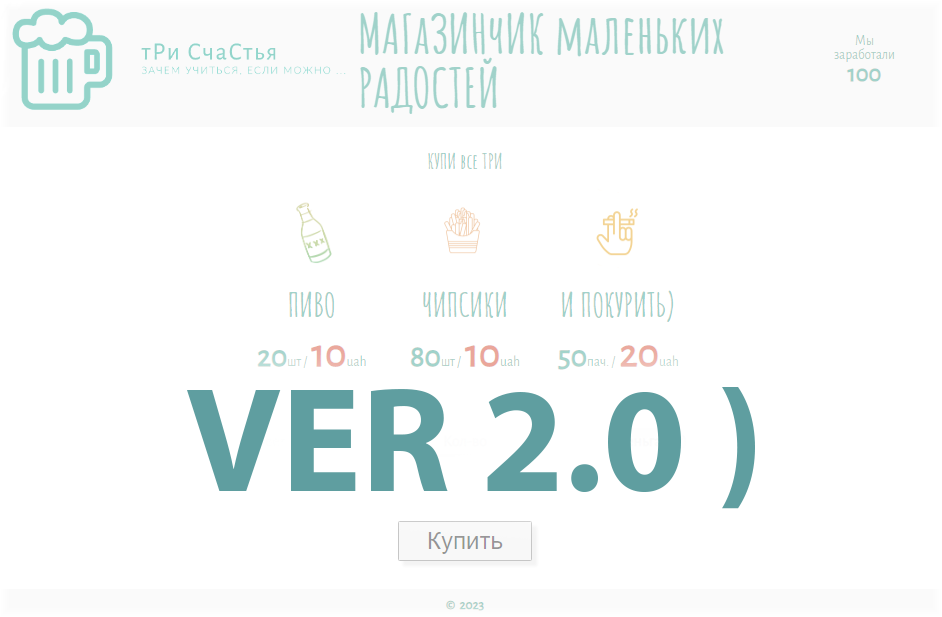 тРи СчаСтья
ЗАЧЕМ УЧИТЬСЯ, ЕСЛИ МОЖНО ...
МАГаЗИНчИК маленьких
РАДОСТЕЙ
Мы
заработали
100
КУПИ все ТРИ
ПИВО
ЧИПСИКИ
И ПОКУРИТЬ)
20шт / 10uah
80шт / 10uah
50пач. / 20uah
VER 2.0 )
Купить
© 2023